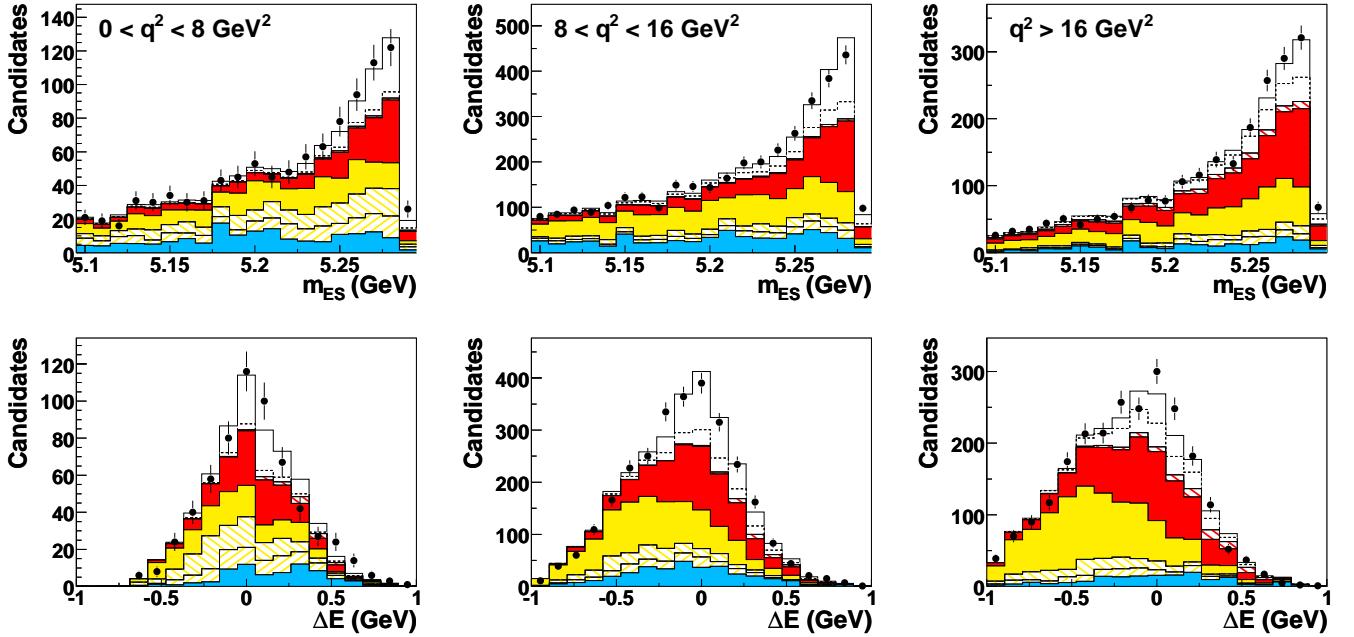 Candidates
140
120
100
80
60
40
20
0
0 < q² < 8 GeV²
5.1 5.15 5.2 5.25
m_ES (GeV)
Candidates
500
400
300
200
100
0
8 < q² < 16 GeV²
5.1 5.15 5.2 5.25
m_ES (GeV)
Candidates
300
200
100
0
q² > 16 GeV²
5.1 5.15 5.2 5.25
m_ES (GeV)
Candidates
120
100
80
60
40
20
0
-1 -0.5 0 0.5 1
ΔE (GeV)
Candidates
400
300
200
100
0
-1 -0.5 0 0.5 1
ΔE (GeV)
Candidates
300
200
100
0
-1 -0.5 0 0.5 1
ΔE (GeV)